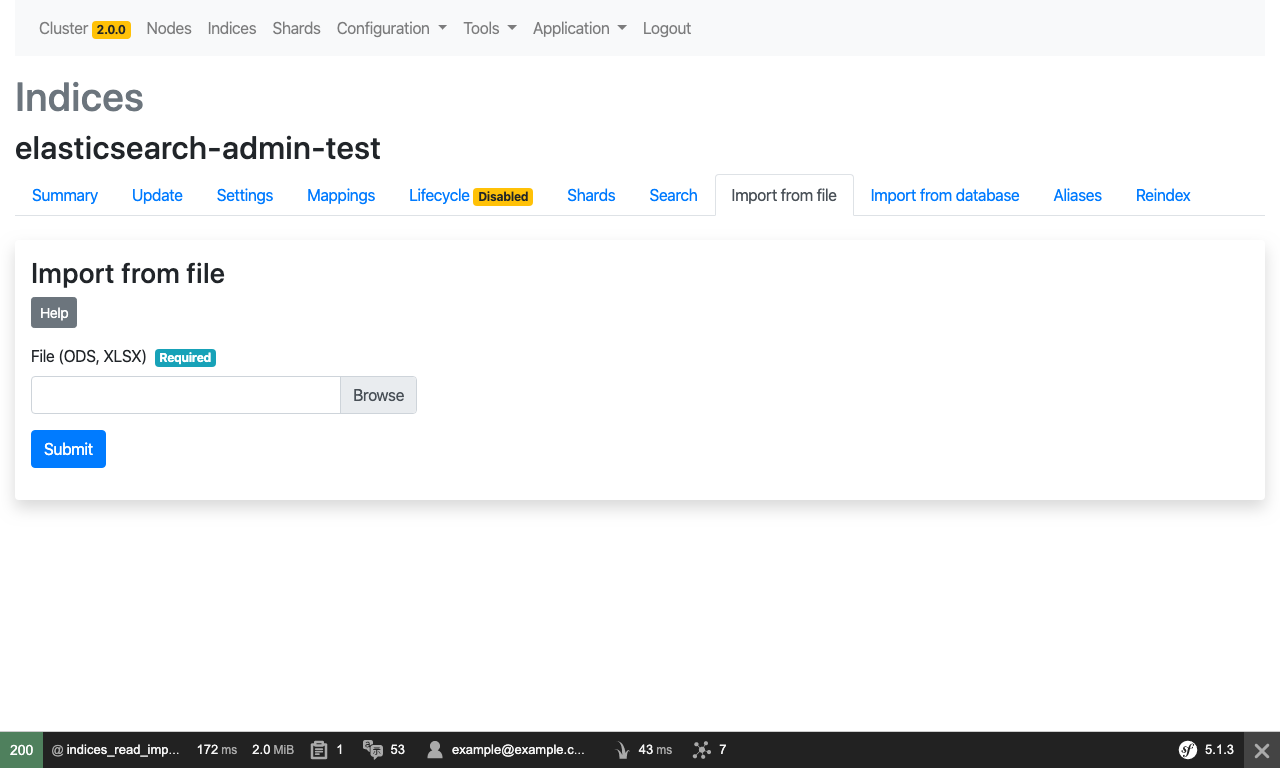 Cluster 2.0.0 Nodes Indices Shards Configuration Tools Application Logout
Indices
elasticsearch-admin-test
Summary Update Settings Mappings Lifecycle Disabled Shards Search Import from file Import from database Aliases Reindex
Import from file
Help
File (ODS, XLSX) Required
Browse
Submit
200 @ indices_read_imp... 172 ms 2.0 MiB 1 53 example@example.c... 43 ms 7 sf 5.1.3